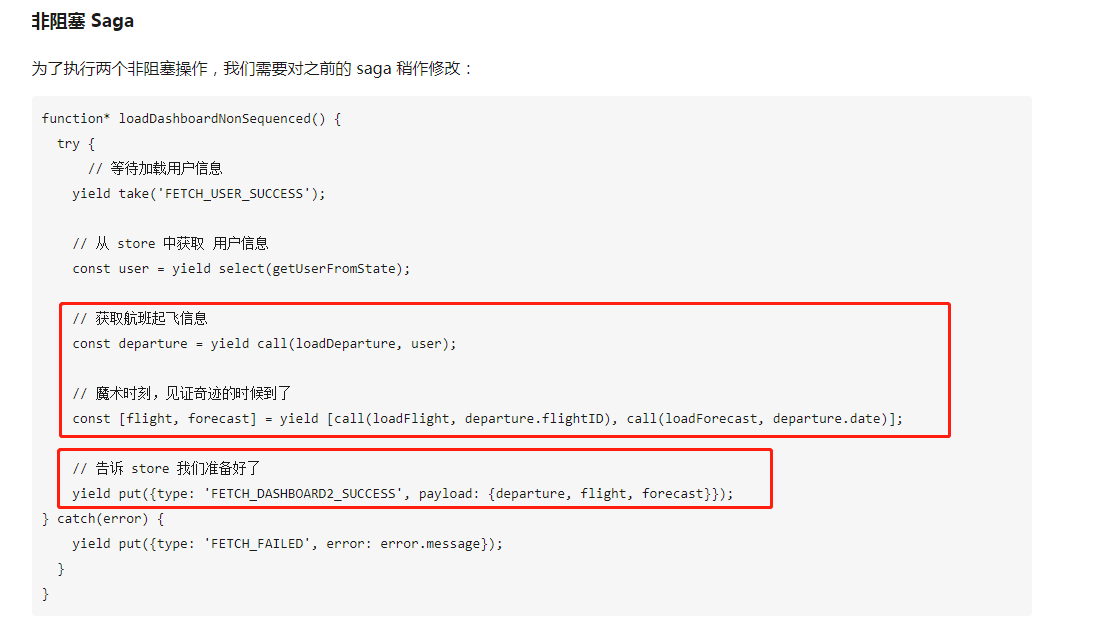 非阻塞 Saga
为了执行两个非阻塞操作，我们需要对之前的 saga 稍作修改：
function* loadDashboardNonSequenced() {
  try {
      // 等待加载用户信息
    yield take('FETCH_USER_SUCCESS');
    // 从 store 中获取 用户信息
    const user = yield select(getUserFromState);
    // 获取航班起飞信息
    const departure = yield call(loadDeparture, user);
    // 魔术时刻，见证奇迹的时候到了
    const [flight, forecast] = yield [call(loadFlight, departure.flightID), call(loadForecast, departure.date)];
    // 告诉 store 我们准备好了
    yield put({type: 'FETCH_DASHBOARD2_SUCCESS', payload: {departure, flight, forecast}});
} catch(error) {
    yield put({type: 'FETCH_FAILED', error: error.message});
  }
}